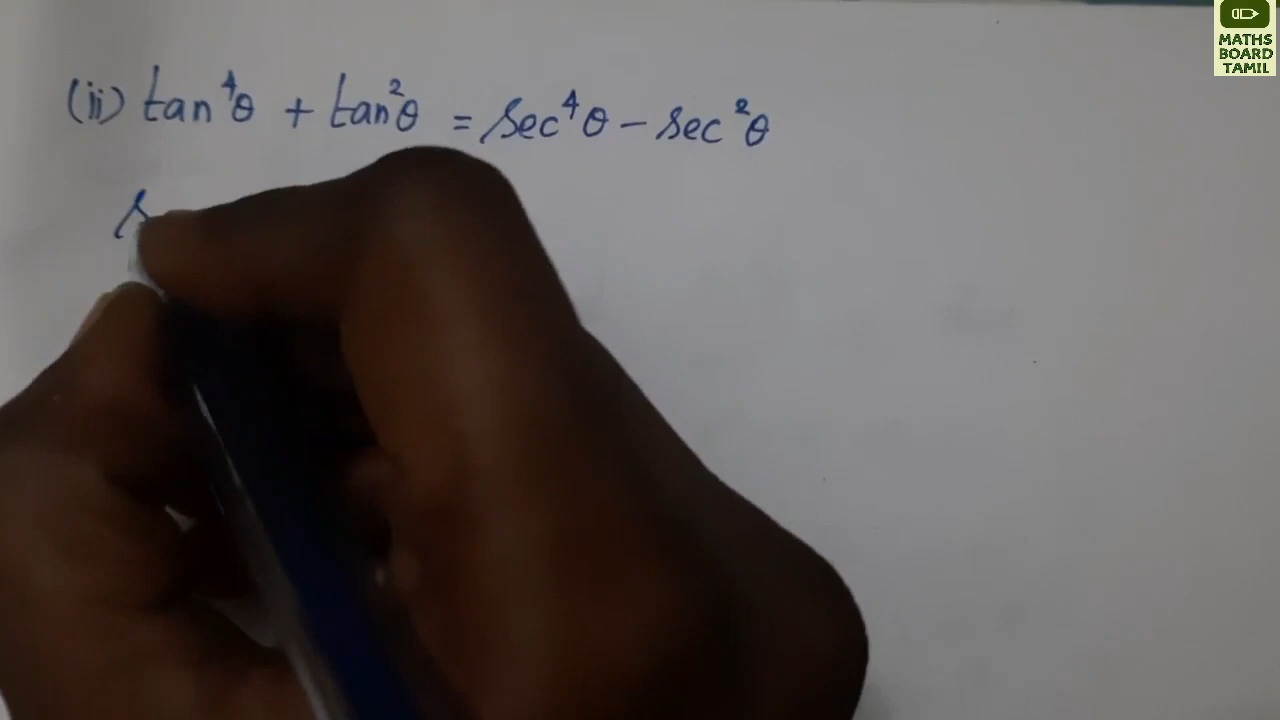 (ii) tan⁴θ + tan²θ = sec⁴θ − sec²θ
MATHS
BOARD
TAMIL